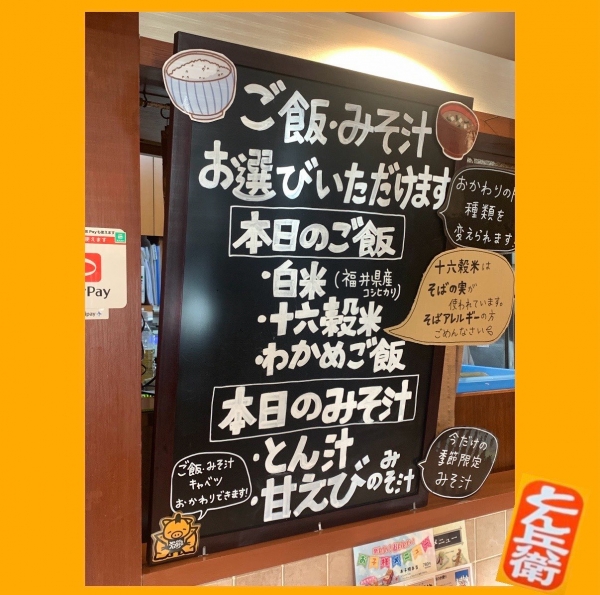 ご飯・みそ汁
お選びいただけます
おかわりの
種類を
変えられます
本日のご飯
・白米(福井県産
コシヒカリ)
・十六穀米
・わかめご飯
十六穀米は
そばの実が
使われています。
そばアレルギーの方
ごめんなさい
本日のみそ汁
・とん汁
・甘えびのみそ汁
今だけの
季節限定
みそ汁
ご飯・みそ汁
キャベツ
おかわりできます!
Pay
メニュー
とん兵衛